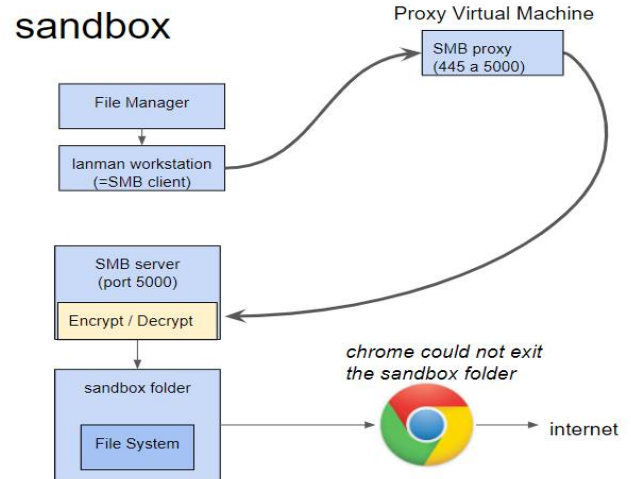 sandbox
Proxy Virtual Machine
SMB proxy
(445 a 5000)
File Manager
lanman workstation
(=SMB client)
SMB server
(port 5000)
Encrypt / Decrypt
sandbox folder
File System
chrome could not exit
the sandbox folder
internet